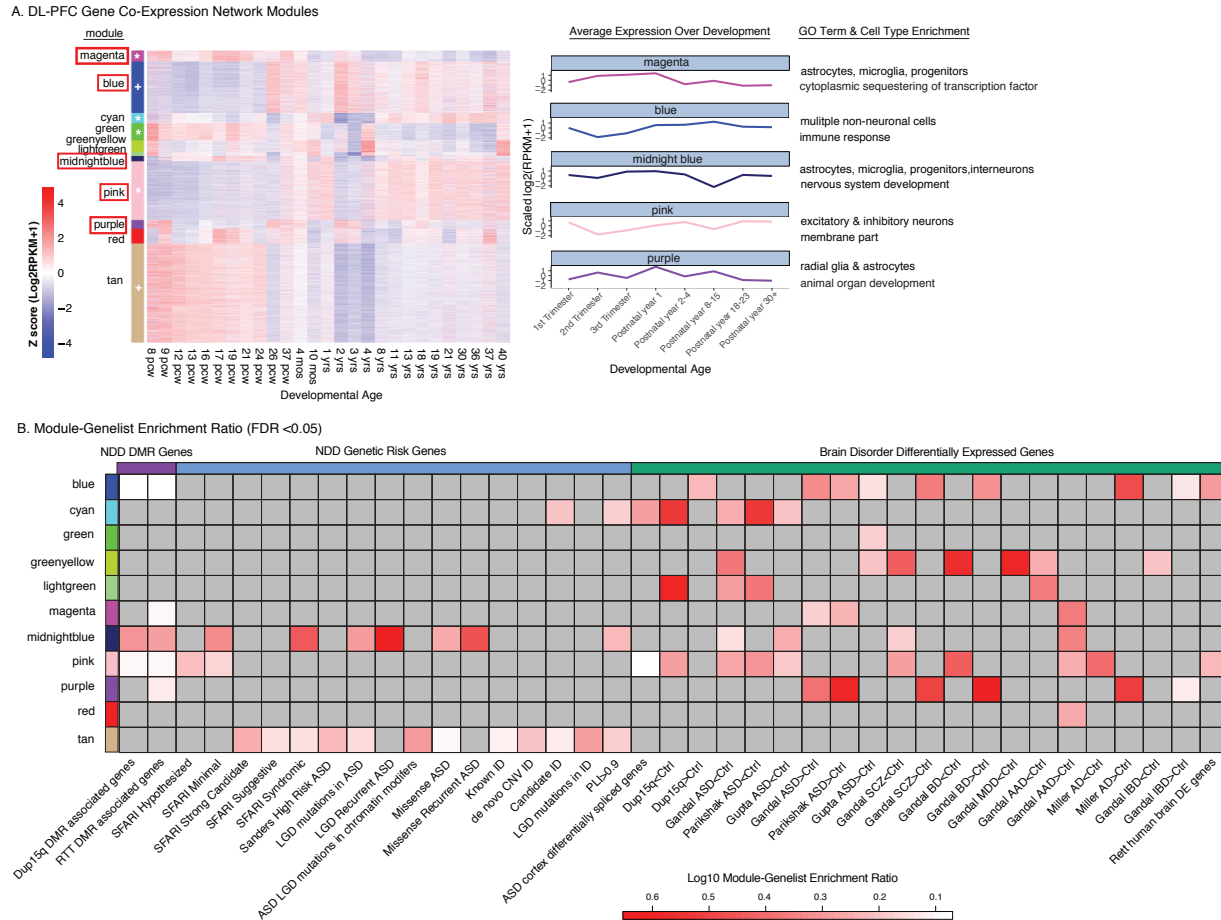 A. DL-PFC Gene Co-Expression Network Modules
module
magenta
blue
cyan
green
greenyellow
lightgreen
midnightblue
pink
purple
red
tan
*
+
*
*
*
+
Z score (Log2RPKM+1)
4
2
0
−2
−4
8 pcw
9 pcw
12 pcw
13 pcw
16 pcw
17 pcw
19 pcw
21 pcw
24 pcw
26 pcw
37 pcw
4 mos
10 mos
1 yrs
2 yrs
3 yrs
4 yrs
8 yrs
11 yrs
13 yrs
18 yrs
19 yrs
21 yrs
30 yrs
36 yrs
37 yrs
40 yrs
Developmental Age
Average Expression Over Development
GO Term & Cell Type Enrichment
Scaled log2(RPKM+1)
magenta
1
0
−2
astrocytes, microglia, progenitors
cytoplasmic sequestering of transcription factor
blue
1
0
−2
mulitple non-neuronal cells
immune response
midnight blue
1
0
−2
astrocytes, microglia, progenitors,interneurons
nervous system development
pink
1
0
−2
excitatory & inhibitory neurons
membrane part
purple
1
0
−2
radial glia & astrocytes
animal organ development
1st Trimester
2nd Trimester
3rd Trimester
Postnatal year 1
Postnatal year 2-4
Postnatal year 8-15
Postnatal year 18-23
Postnatal year 30+
Developmental Age
B. Module-Genelist Enrichment Ratio (FDR <0.05)
NDD DMR Genes
NDD Genetic Risk Genes
Brain Disorder Differentially Expressed Genes
blue
cyan
green
greenyellow
lightgreen
magenta
midnightblue
pink
purple
red
tan
Dup15q DMR associated genes
RTT DMR associated genes
SFARI Hypothesized
SFARI Minimal
SFARI Strong Candidate
SFARI Suggestive
SFARI Syndromic
Sanders High Risk ASD
LGD mutations in ASD
LGD Recurrent ASD
ASD LGD mutations in chromatin modifers
Missense ASD
Missense Recurrent ASD
Known ID
de novo CNV ID
Candidate ID
LGD mutations in ID
PLI>0.9
ASD cortex differentially spliced genes
Dup15q<Ctrl
Dup15q>Ctrl
Gandal ASD<Ctrl
Parikshak ASD<Ctrl
Gupta ASD<Ctrl
Gandal ASD>Ctrl
Parikshak ASD>Ctrl
Gupta ASD>Ctrl
Gandal SCZ<Ctrl
Gandal SCZ>Ctrl
Gandal BD<Ctrl
Gandal BD>Ctrl
Gandal MDD<Ctrl
Gandal AAD<Ctrl
Gandal AAD>Ctrl
Miller AD<Ctrl
Miller AD>Ctrl
Gandal IBD<Ctrl
Gandal IBD>Ctrl
Rett human brain DE genes
Log10 Module-Genelist Enrichment Ratio
0.6
0.5
0.4
0.3
0.2
0.1